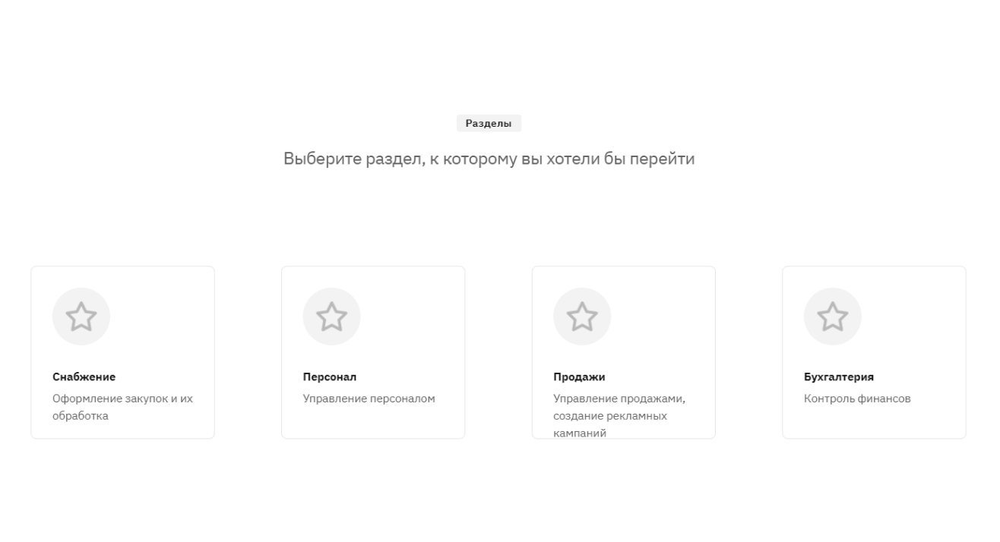 Разделы
Выберите раздел, к которому вы хотели бы перейти
Снабжение
Оформление закупок и их
обработка
Персонал
Управление персоналом
Продажи
Управление продажами,
создание рекламных
кампаний
Бухгалтерия
Контроль финансов